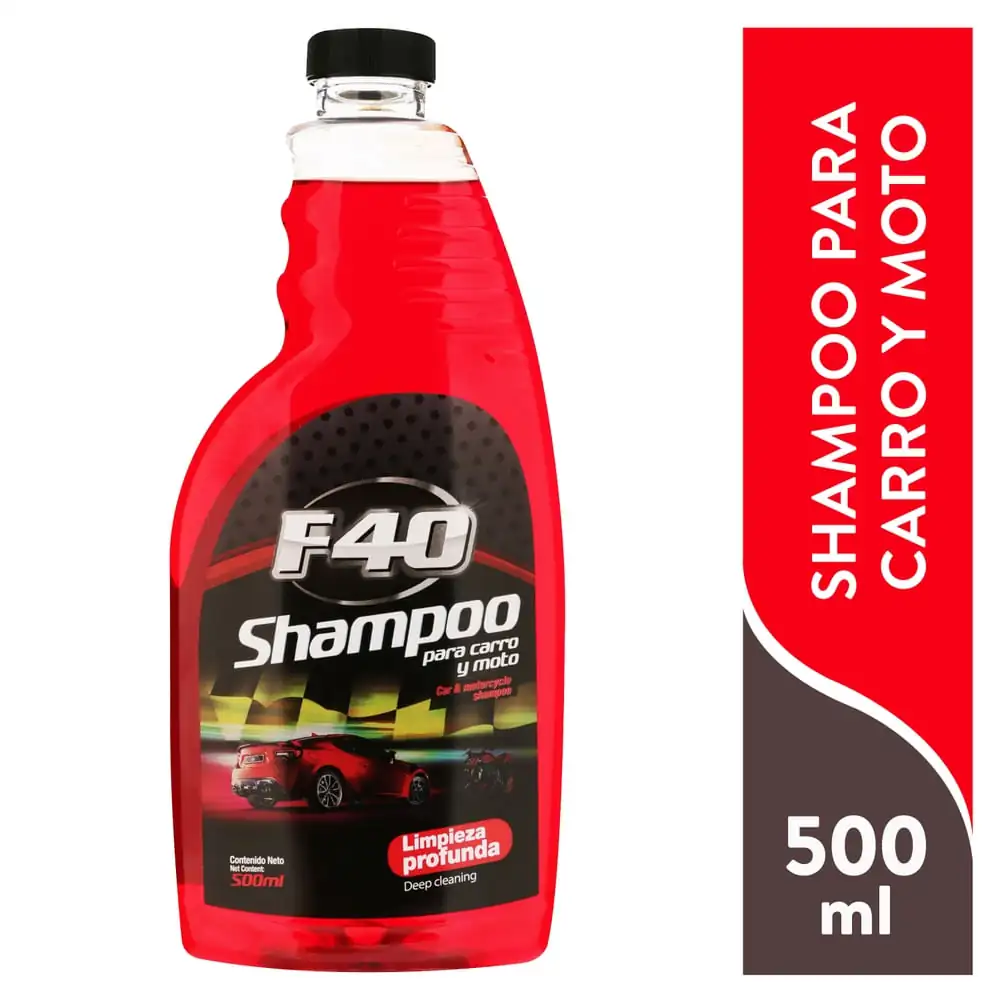 F40
Shampoo
para carro
y moto
Car & motorcycle
shampoo
Contenido Neto
Net Content:
500ml
Limpieza
profunda
Deep cleaning
SHAMPOO PARA
CARRO Y MOTO
500
ml